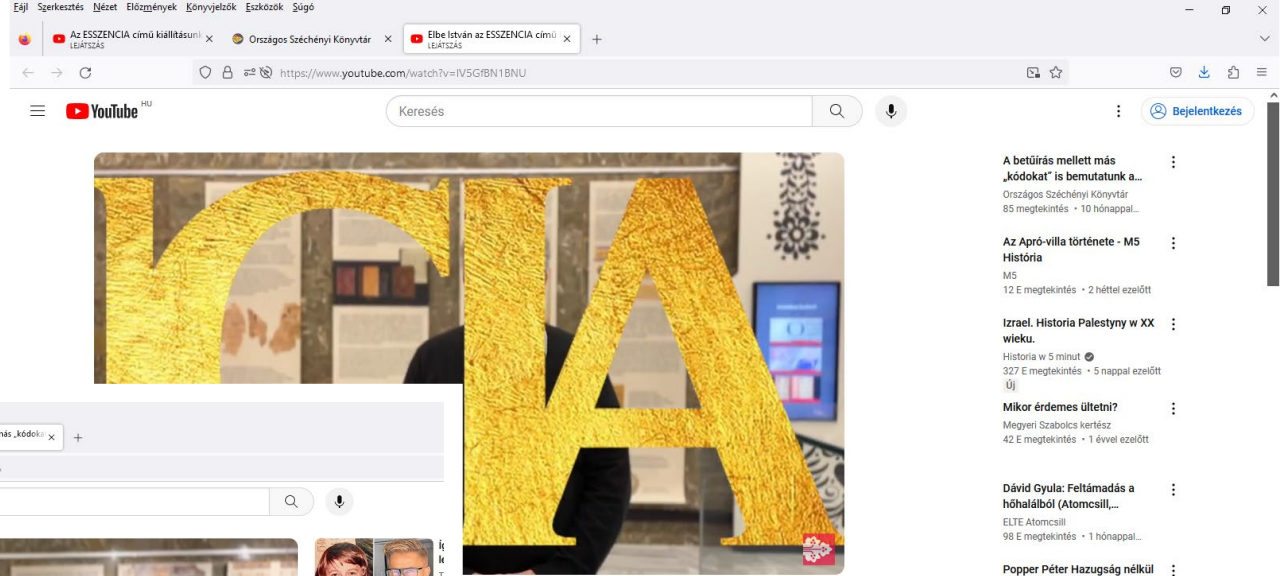 Fájl Szerkesztés Nézet Előzmények Könyvjelzők Eszközök Súgó
Az ESSZENCIA című kiállításunk
LEJÁTSZÁS
Országos Széchényi Könyvtár
Elbe István az ESSZENCIA című
LEJÁTSZÁS
https://www.youtube.com/watch?v=IV5GfBN1BNU
YouTube HU
Keresés
Bejelentkezés
CIA
A betűírás mellett más
„kódokat” is bemutatunk a...
Országos Széchényi Könyvtár
85 megtekintés • 10 hónappal...
Az Apró-villa története - M5
História
M5
12 E megtekintés • 2 héttel ezelőtt
Izrael. Historia Palestyny w XX
wieku.
Historia w 5 minut
327 E megtekintés • 5 nappal ezelőtt
Új
Mikor érdemes ültetni?
Megyeri Szabolcs kertész
42 E megtekintés • 1 évvel ezelőtt
Dávid Gyula: Feltámadás a
hőhalálból (Atomcsill,...
ELTE Atomcsill
98 E megtekintés • 1 hónappal...
Popper Péter Hazugság nélkül
más „kódoka